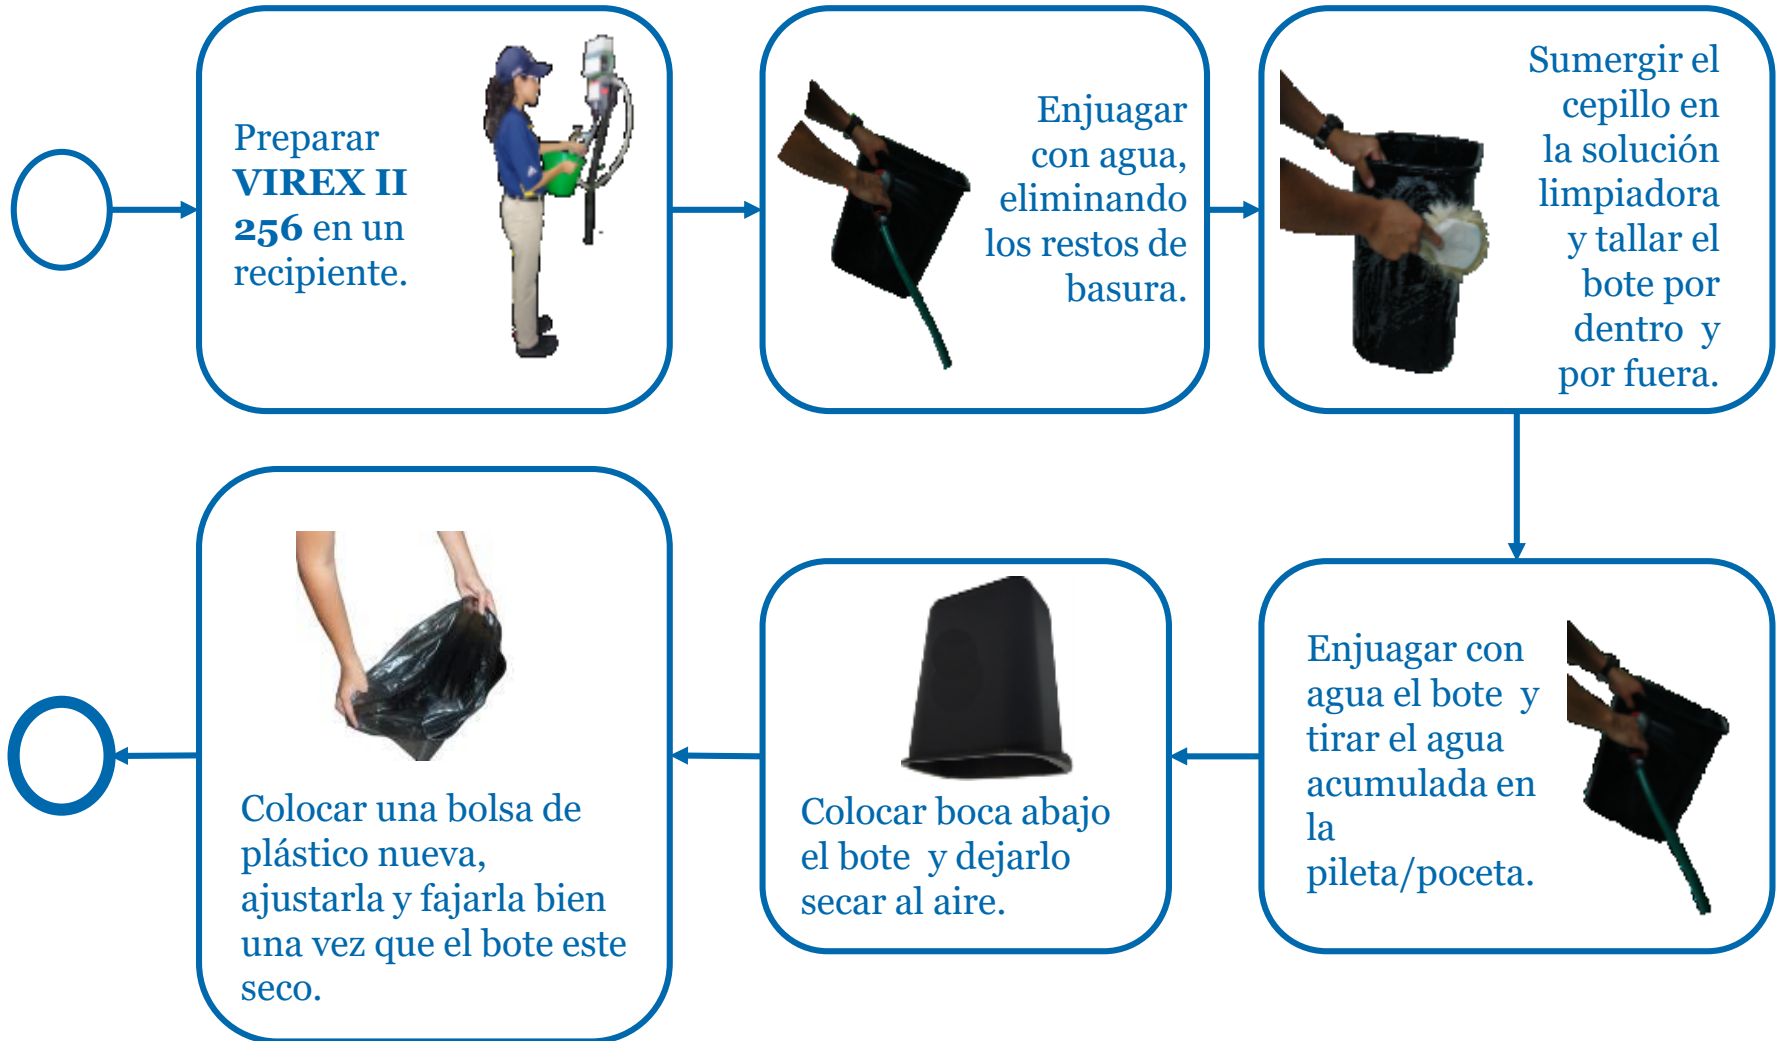 Preparar
VIREX II
256 en un
recipiente.
Enjuagar
con agua,
eliminando
los restos de
basura.
Sumergir el
cepillo en
la solución
limpiadora
y tallar el
bote por
dentro y
por fuera.
Enjuagar con
agua el bote y
tirar el agua
acumulada en
la
pileta/poceta.
Colocar boca abajo
el bote y dejarlo
secar al aire.
Colocar una bolsa de
plástico nueva,
ajustarla y fajarla bien
una vez que el bote este
seco.